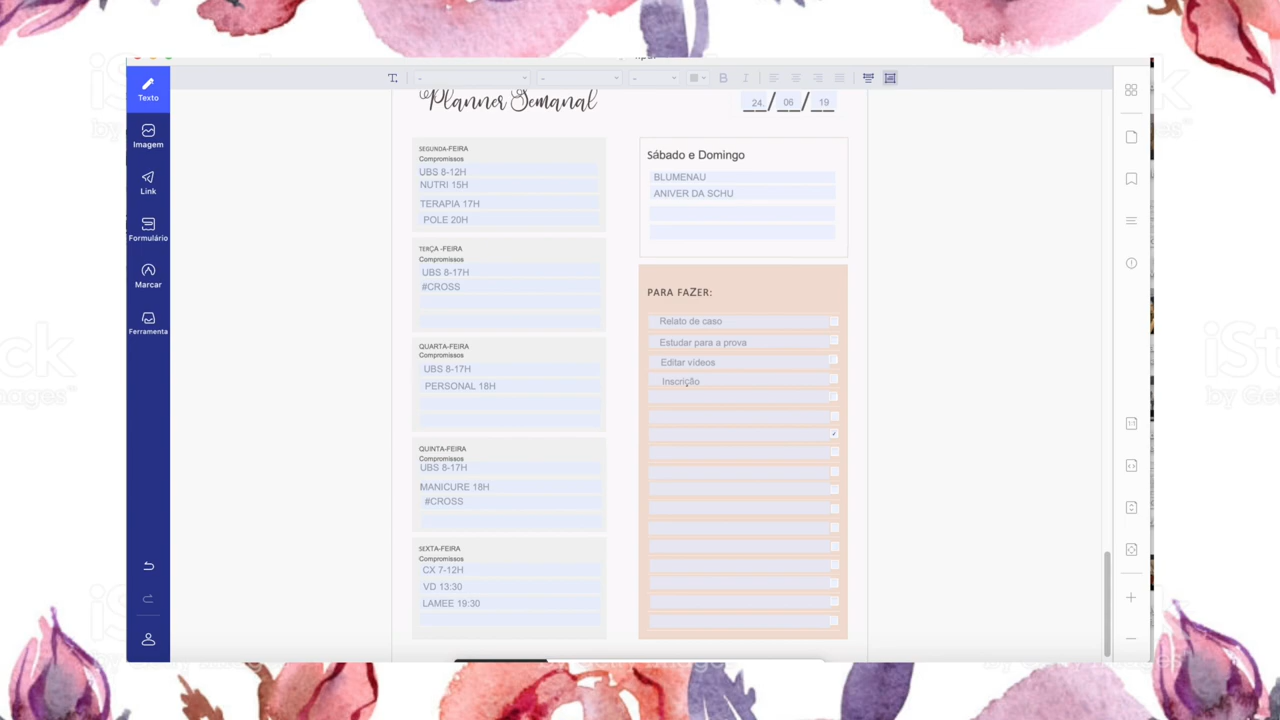 Texto
Imagem
Link
Formulário
Marcar
Ferramenta
Planner Semanal
24. / 06 / 19
SEGUNDA-FEIRA
Compromissos
UBS 8-12H
NUTRI 15H
TERAPIA 17H
POLE 20H
TERÇA -FEIRA
Compromissos
UBS 8-17H
#CROSS
QUARTA-FEIRA
Compromissos
UBS 8-17H
PERSONAL 18H
QUINTA-FEIRA
Compromissos
UBS 8-17H
MANICURE 18H
#CROSS
SEXTA-FEIRA
Compromissos
CX 7-12H
VD 13:30
LAMEE 19:30
Sábado e Domingo
BLUMENAU
ANIVER DA SCHU
PARA FAZER:
Relato de caso
Estudar para a prova
Editar vídeos
Inscrição